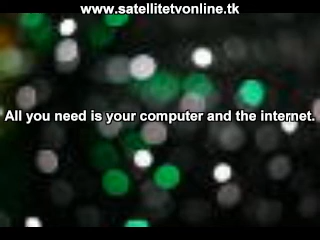 www.satellitetvonline.tk
All you need is your computer and the internet.